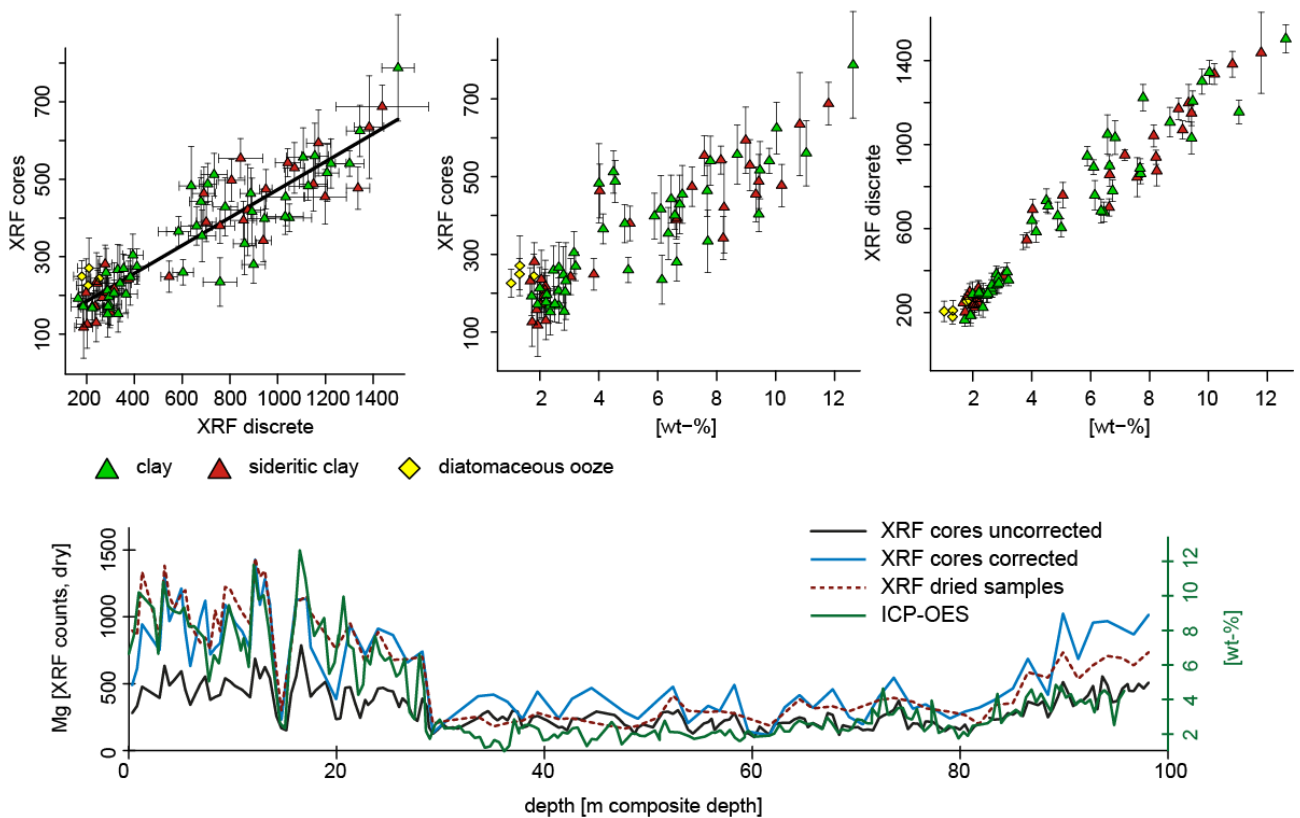 XRF cores
100
300
500
700
200
400
600
800
1000
1200
1400
XRF discrete
XRF cores
100
300
500
700
2
4
6
8
10
12
[wt-%]
XRF discrete
200
600
1000
1400
2
4
6
8
10
12
[wt-%]
clay
sideritic clay
diatomaceous ooze
Mg [XRF counts, dry]
0
500
1000
1500
XRF cores uncorrected
XRF cores corrected
XRF dried samples
ICP-OES
2
4
6
8
10
12
[wt-%]
0
20
40
60
80
100
depth [m composite depth]